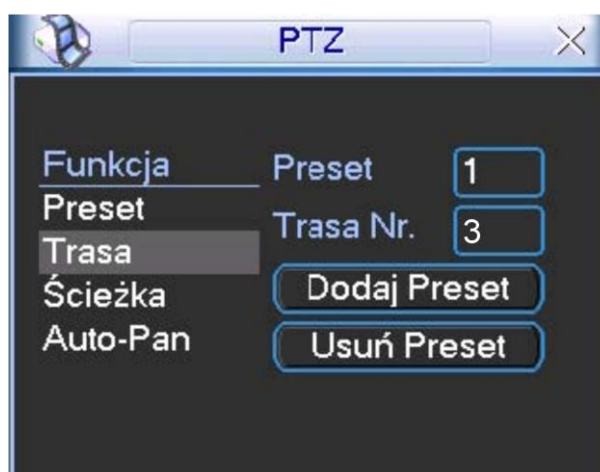 PTZ
Funkcja
Preset
Trasa
Ścieżka
Auto-Pan
Preset 1
Trasa Nr. 3
Dodaj Preset
Usuń Preset